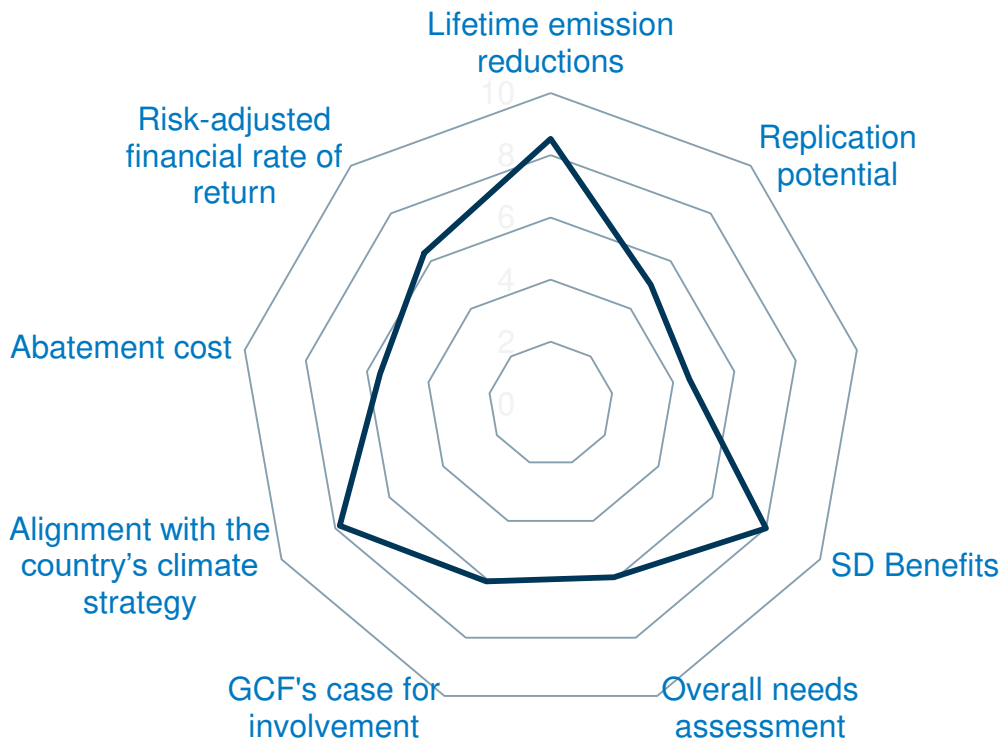 Lifetime emission
reductions
10
8
6
4
2
0
Replication
potential
SD Benefits
Overall needs
assessment
GCF's case for
involvement
Alignment with the
country’s climate
strategy
Abatement cost
Risk-adjusted
financial rate of
return